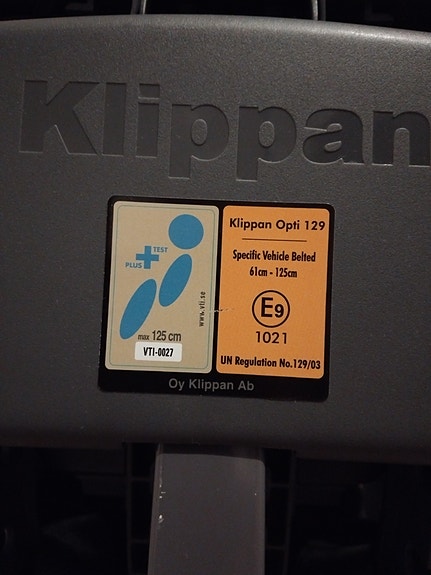 Klippan
TEST
PLUS
www.vti.se
max 125 cm
VTI-0027
Klippan Opti 129
Specific Vehicle Belted
61cm - 125cm
E9
1021
UN Regulation No.129/03
Oy Klippan Ab